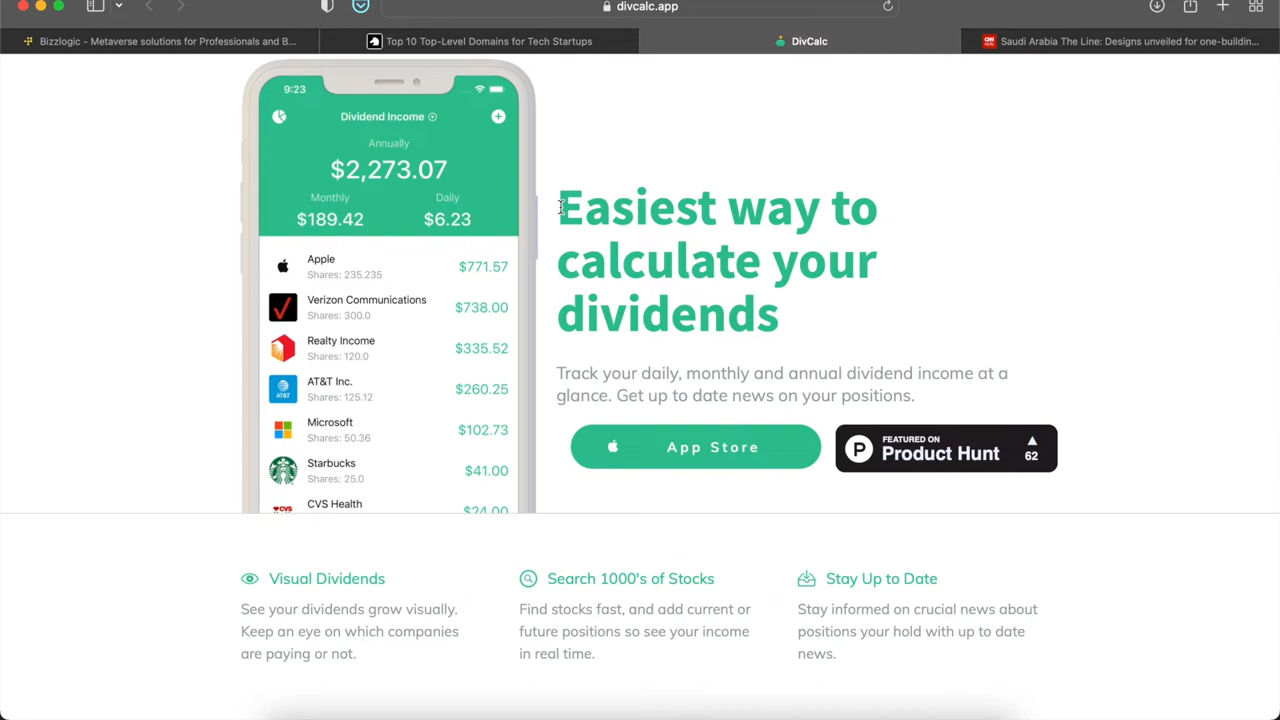 divcalc.app
Bizzlogic - Metaverse solutions for Professionals and B...
Top 10 Top-Level Domains for Tech Startups
DivCalc
Saudi Arabia The Line: Designs unveiled for one-buildin...
9:23
Dividend Income
Annually
$2,273.07
Monthly
Daily
$189.42
$6.23
Apple
Shares: 235.235
$771.57
Verizon Communications
Shares: 300.0
$738.00
Realty Income
Shares: 120.0
$335.52
AT&T
AT&T Inc.
Shares: 125.12
$260.25
Microsoft
Shares: 50.36
$102.73
Starbucks
Shares: 25.0
$41.00
CVS Health
$24.00
Easiest way to
calculate your
dividends
Track your daily, monthly and annual dividend income at a
glance. Get up to date news on your positions.
App Store
P
FEATURED ON
Product Hunt
62
Visual Dividends
See your dividends grow visually.
Keep an eye on which companies
are paying or not.
Search 1000's of Stocks
Find stocks fast, and add current or
future positions so see your income
in real time.
Stay Up to Date
Stay informed on crucial news about
positions your hold with up to date
news.